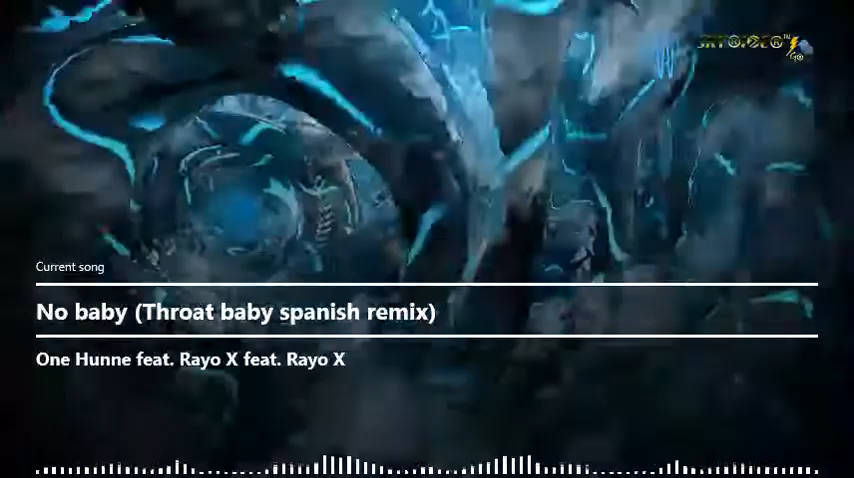 Current song
No baby (Throat baby spanish remix)
One Hunne feat. Rayo X feat. Rayo X